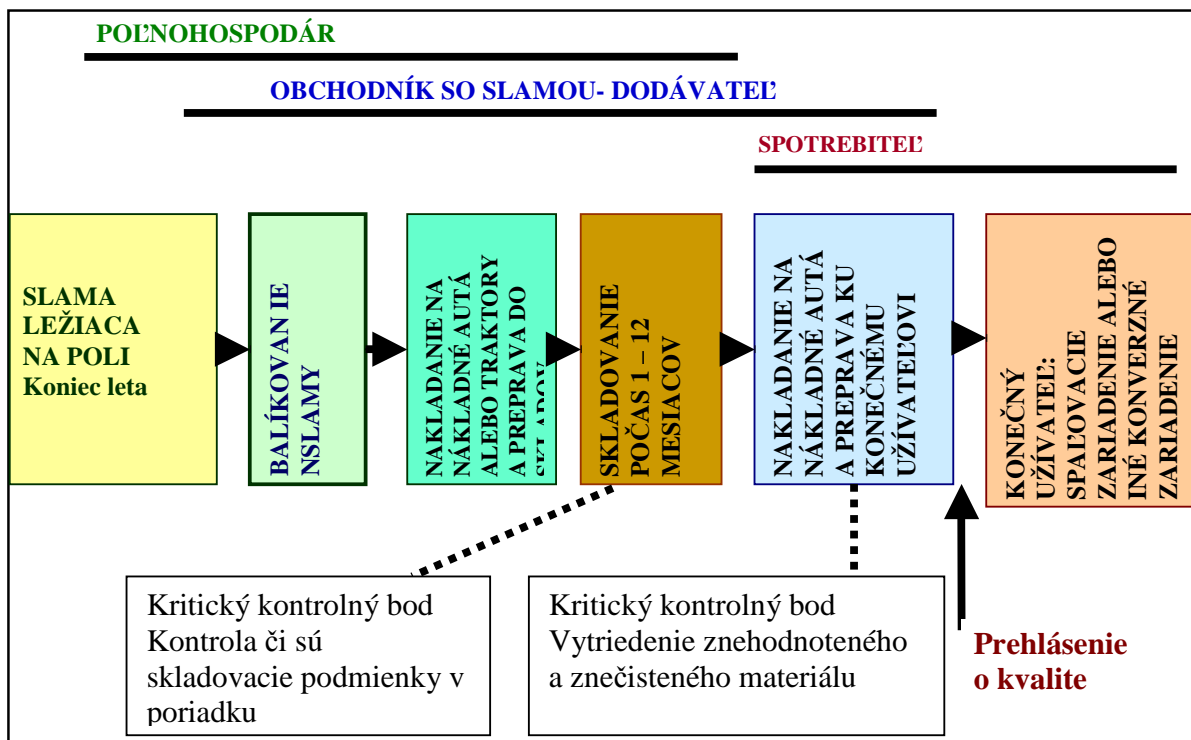 POĽNOHOSPODÁR
OBCHODNÍK SO SLAMOU- DODÁVATEĽ
SPOTREBITEĽ
SLAMA
LEŽIACA
NA POLI
Koniec leta
BALÍKOVAN IE
NSLAMY
NAKLADANIE NA
NÁKLADNÉ AUTÁ
ALEBO TRAKTORY
A PREPRAVA DO
SKLADOV
SKLADOVANIE
POČAS 1 – 12
MESIACOV
NAKLADANIE NA
NÁKLADNÉ AUTÁ
A PREPRAVA KU
KONEČNÉMU
UŽÍVATEĽOVI
KONEČNÝ
UŽÍVATEĽ:
SPAĽOVACIE
ZARIADENIE ALEBO
INÉ KONVERZNÉ
ZARIADENIE
Kritický kontrolný bod
Kontrola či sú
skladovacie podmienky v
poriadku
Kritický kontrolný bod
Vytriedenie znehodnoteného
a znečisteného materiálu
Prehlásenie
o kvalite